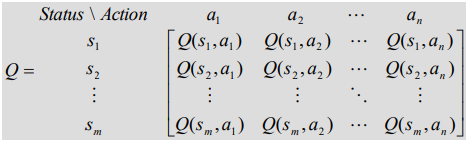 Status \ Action a₁ a₂ ⋯ aₙ
s₁ Q(s₁,a₁) Q(s₁,a₂) ⋯ Q(s₁,aₙ)
Q = s₂ Q(s₂,a₁) Q(s₂,a₂) ⋯ Q(s₂,aₙ)
⋮ ⋮ ⋮ ⋱ ⋮
sₘ Q(sₘ,a₁) Q(sₘ,a₂) ⋯ Q(sₘ,aₙ)